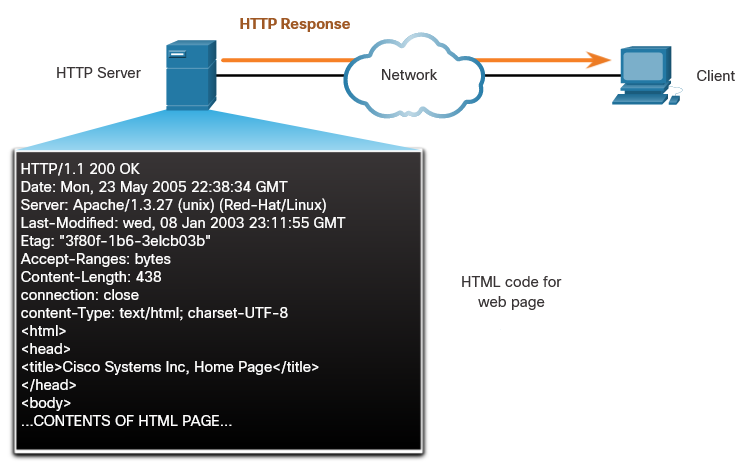 HTTP Response
HTTP Server
Network
Client
HTTP/1.1 200 OK
Date: Mon, 23 May 2005 22:38:34 GMT
Server: Apache/1.3.27 (unix) (Red-Hat/Linux)
Last-Modified: wed, 08 Jan 2003 23:11:55 GMT
Etag: "3f80f-1b6-3elcb03b"
Accept-Ranges: bytes
Content-Length: 438
connection: close
content-Type: text/html; charset-UTF-8
<html>
<head>
<title>Cisco Systems Inc, Home Page</title>
</head>
<body>
...CONTENTS OF HTML PAGE...
HTML code for
web page